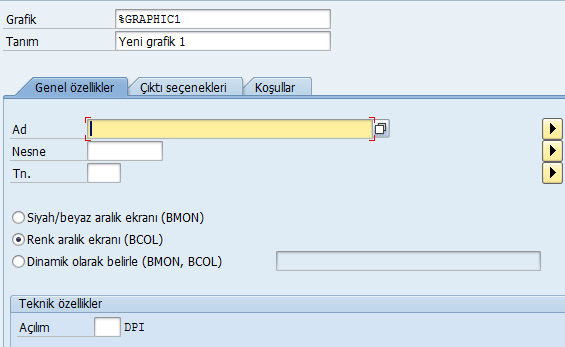 Grafik %GRAPHIC1
Tanım Yeni grafik 1
Genel özellikler Çıktı seçenekleri Koşullar
Ad
Nesne
Tn.
Siyah/beyaz aralık ekranı (BMON)
Renk aralık ekranı (BCOL)
Dinamik olarak belirle (BMON, BCOL)
Teknik özellikler
Açılım DPI